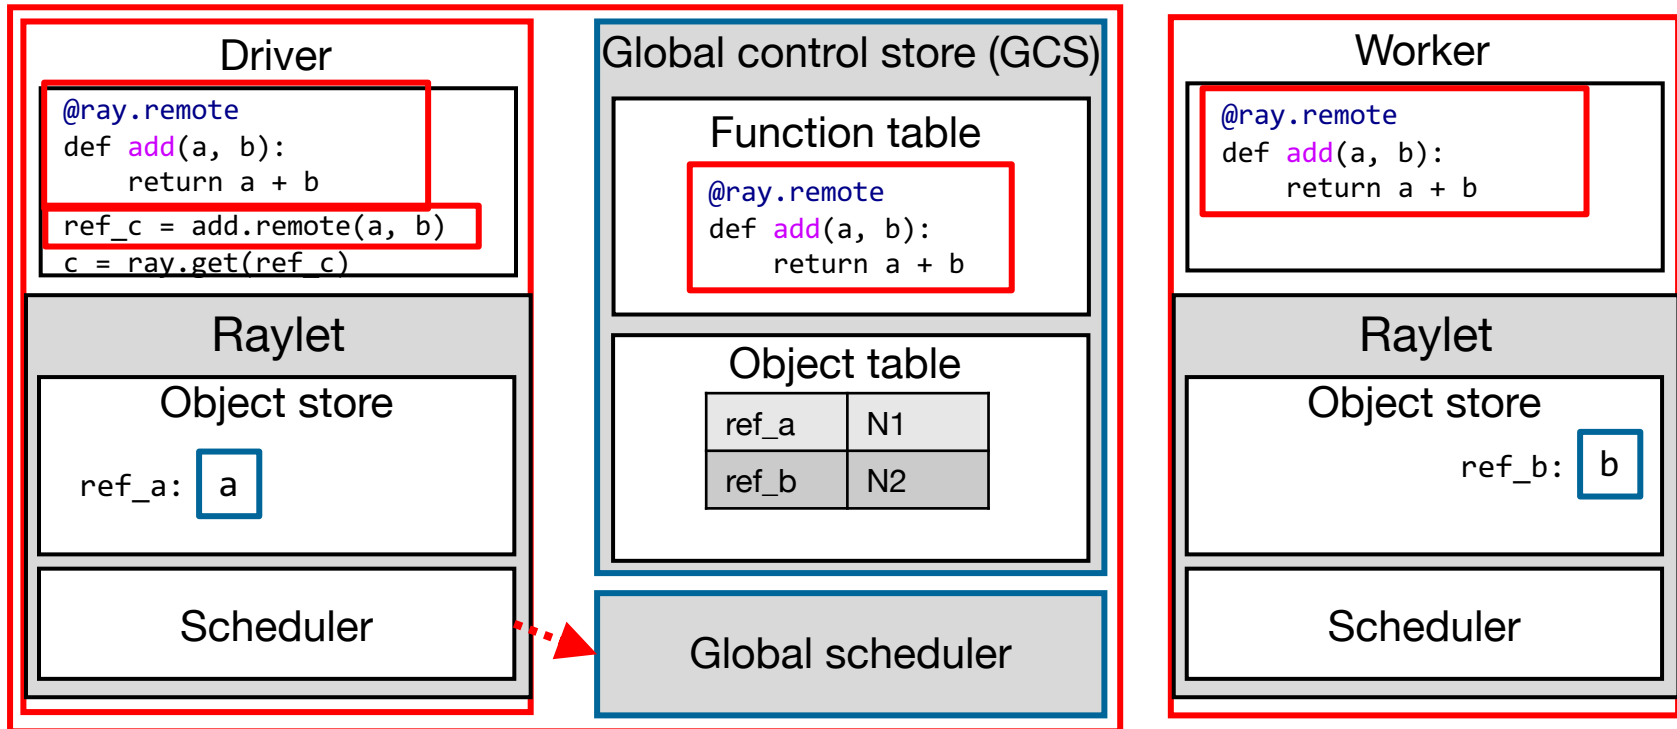 Driver
@ray.remote
def add(a, b):
    return a + b
ref_c = add.remote(a, b)
c = ray.get(ref_c)
Raylet
Object store
ref_a: a
Scheduler
Global control store (GCS)
Function table
@ray.remote
def add(a, b):
    return a + b
Object table
ref_a N1
ref_b N2
Global scheduler
Worker
@ray.remote
def add(a, b):
    return a + b
Raylet
Object store
ref_b: b
Scheduler